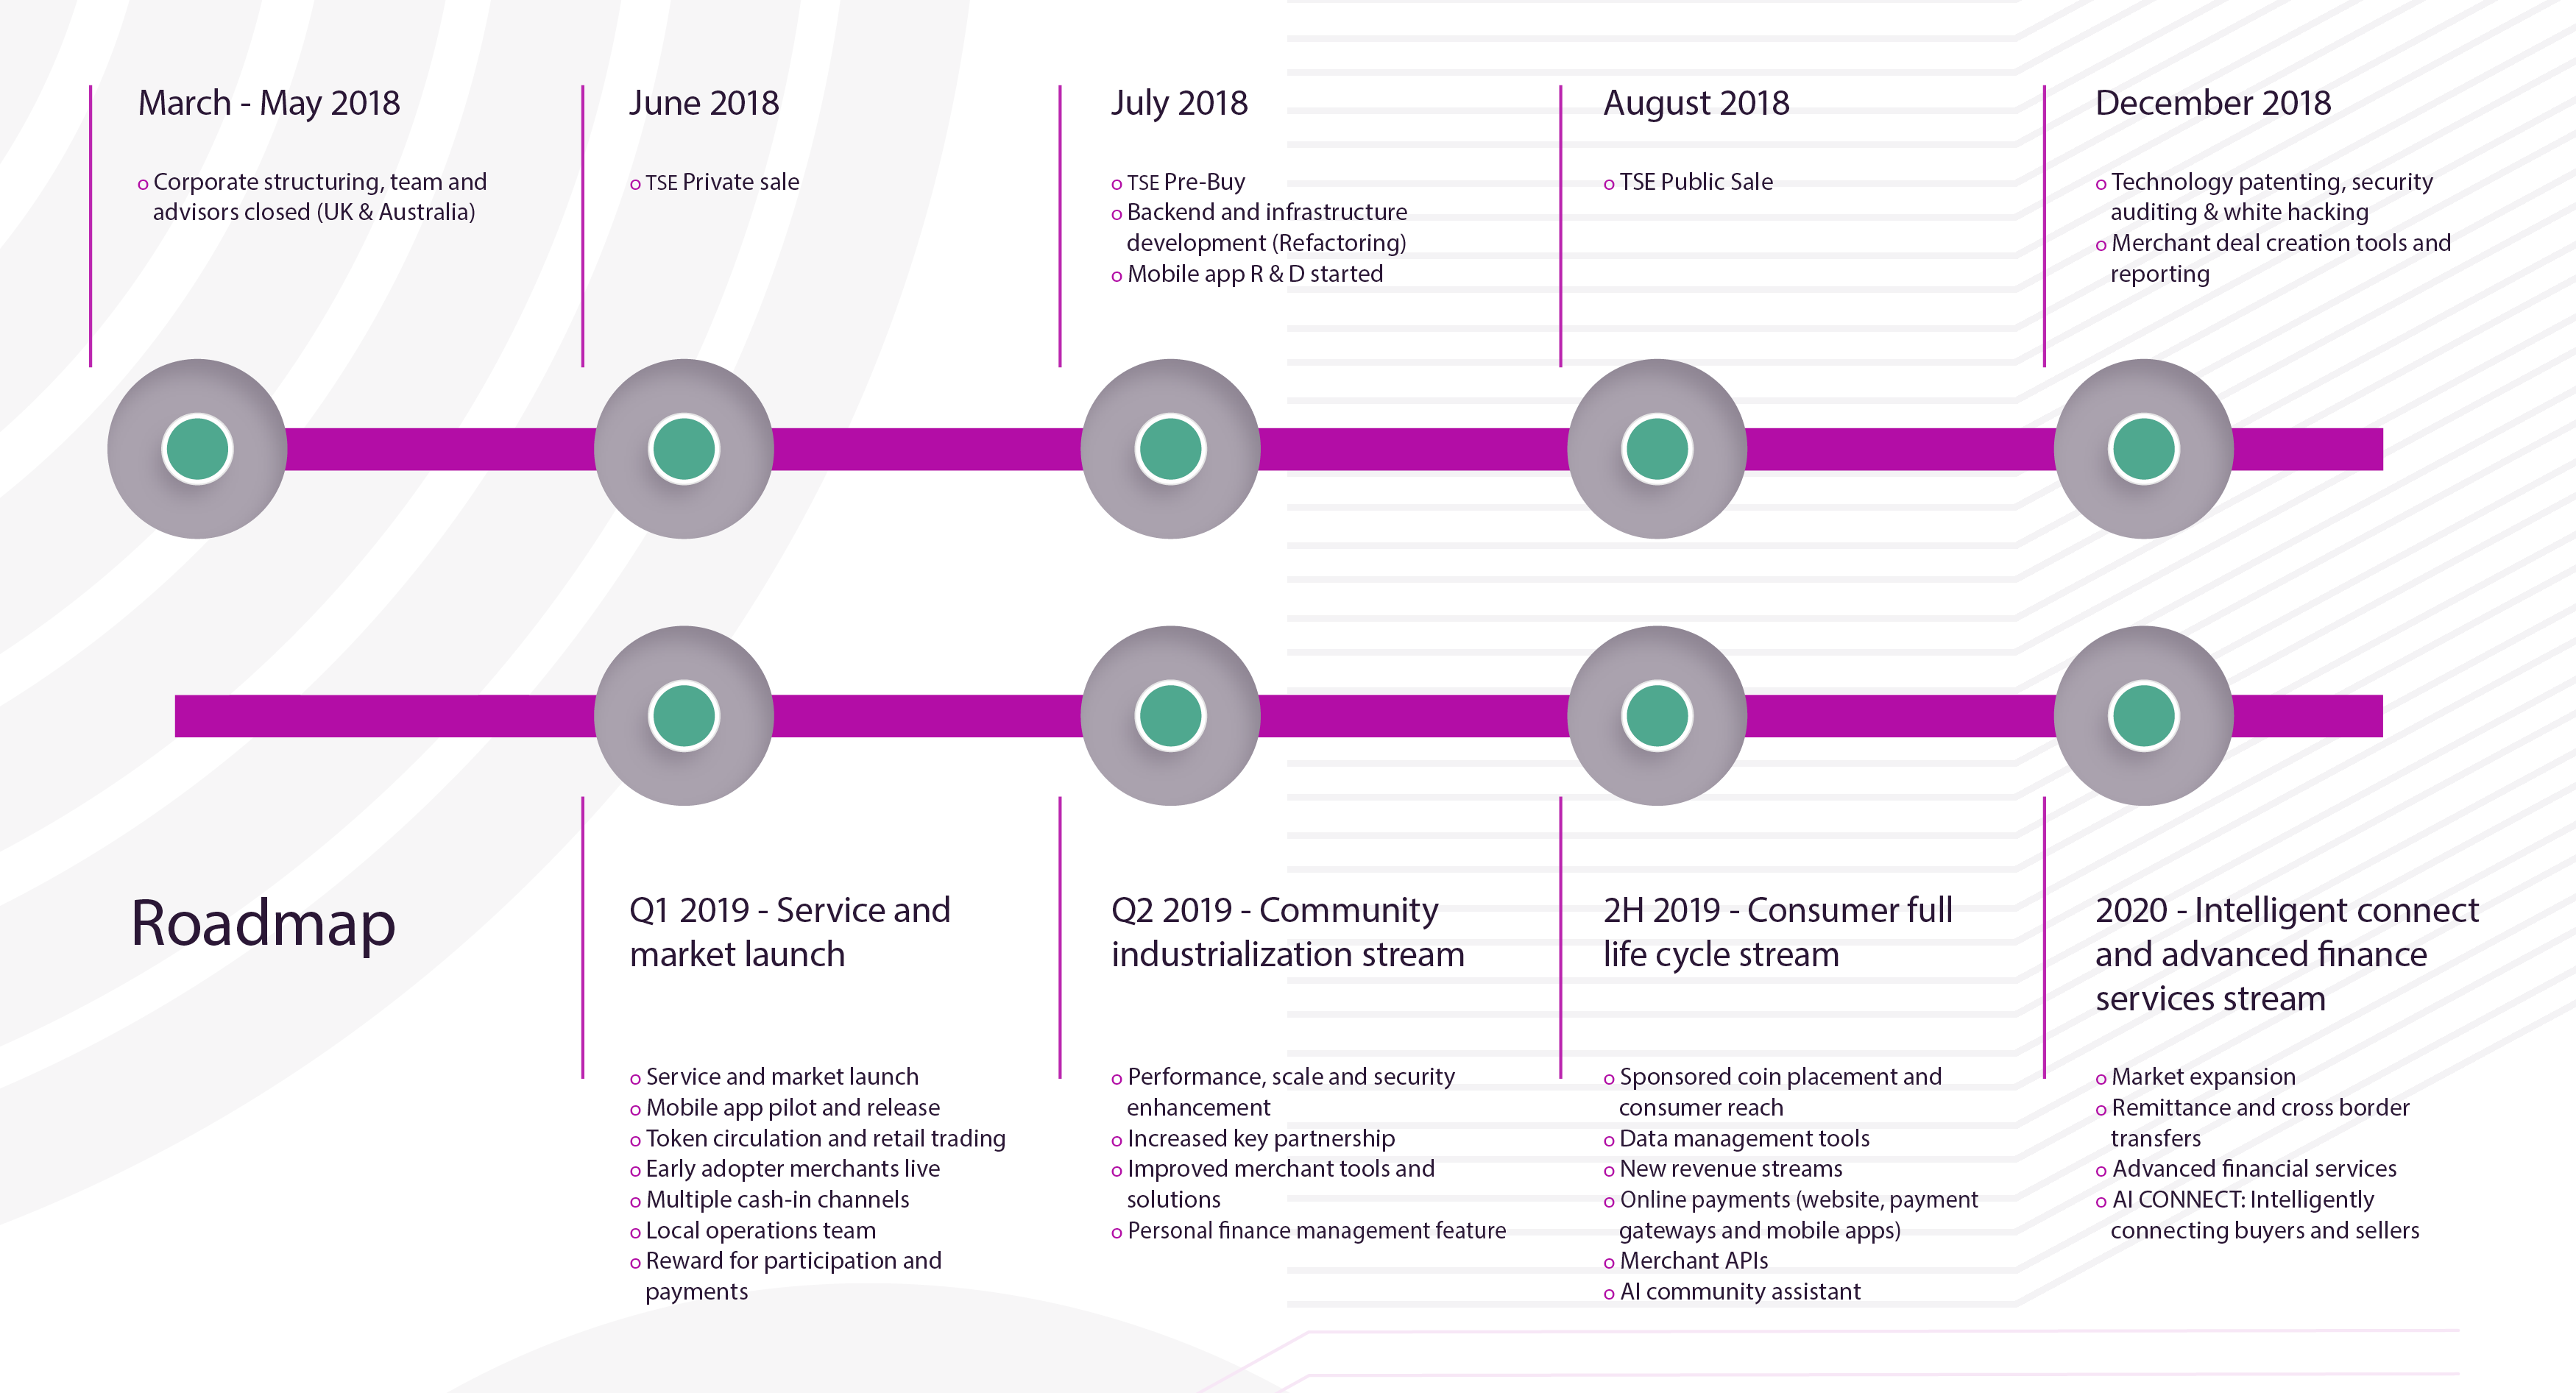 March - May 2018
o Corporate structuring, team and
advisors closed (UK & Australia)
June 2018
o TSE Private sale
July 2018
o TSE Pre-Buy
o Backend and infrastructure
development (Refactoring)
o Mobile app R & D started
August 2018
o TSE Public Sale
December 2018
o Technology patenting, security
auditing & white hacking
o Merchant deal creation tools and
reporting
Roadmap
Q1 2019 - Service and
market launch
o Service and market launch
o Mobile app pilot and release
o Token circulation and retail trading
o Early adopter merchants live
o Multiple cash-in channels
o Local operations team
o Reward for participation and
payments
Q2 2019 - Community
industrialization stream
o Performance, scale and security
enhancement
o Increased key partnership
o Improved merchant tools and
solutions
o Personal finance management feature
2H 2019 - Consumer full
life cycle stream
o Sponsored coin placement and
consumer reach
o Data management tools
o New revenue streams
o Online payments (website, payment
gateways and mobile apps)
o Merchant APIs
o AI community assistant
2020 - Intelligent connect
and advanced finance
services stream
o Market expansion
o Remittance and cross border
transfers
o Advanced financial services
o AI CONNECT: Intelligently
connecting buyers and sellers